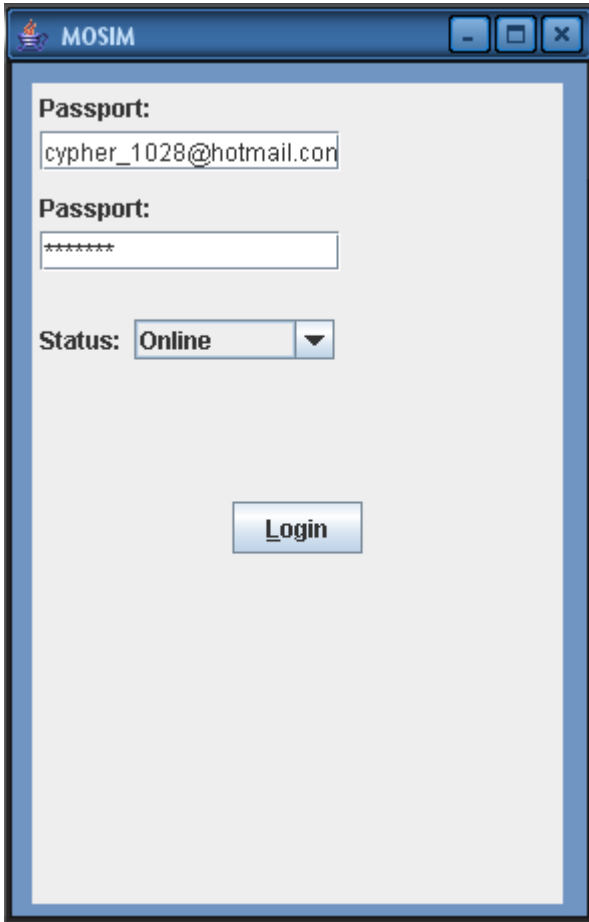 MOSIM
Passport:
cypher_1028@hotmail.con
Passport:
*******
Status: Online
Login